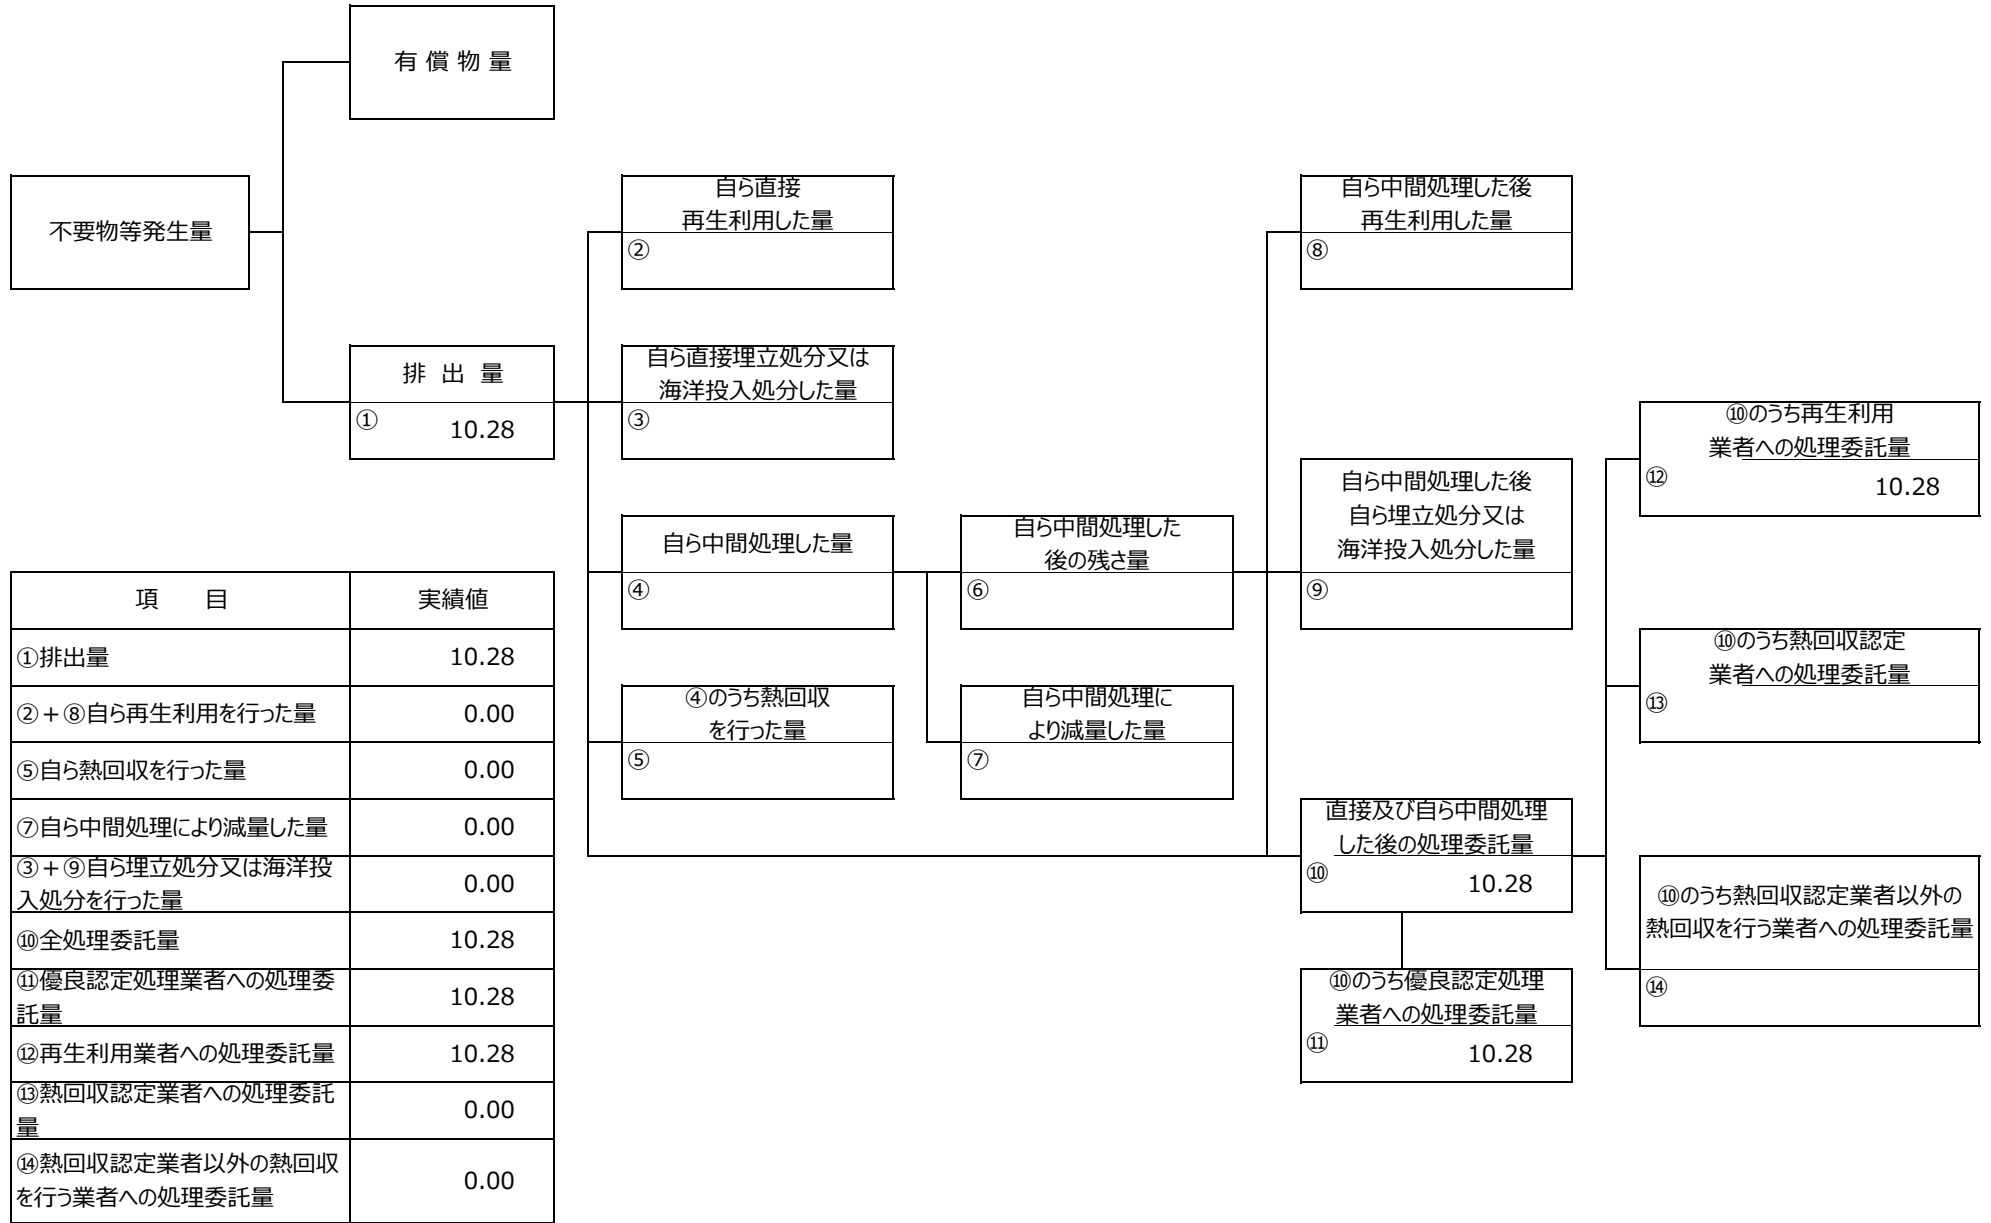 有 償 物 量
不要物等発生量
自ら直接
再生利用した量
②
自ら中間処理した後
再生利用した量
⑧
排 出 量
① 10.28
自ら直接埋立処分又は
海洋投入処分した量
③
⑩のうち再生利用
業者への処理委託量
⑫ 10.28
自ら中間処理した後
自ら埋立処分又は
海洋投入処分した量
⑨
自ら中間処理した量
④
自ら中間処理した
後の残さ量
⑥
⑩のうち熱回収認定
業者への処理委託量
⑬
④のうち熱回収
を行った量
⑤
自ら中間処理に
より減量した量
⑦
直接及び自ら中間処理
した後の処理委託量
⑩ 10.28
⑩のうち熱回収認定業者以外の
熱回収を行う業者への処理委託量
⑭
⑩のうち優良認定処理
業者への処理委託量
⑪ 10.28
項 目 実績値
①排出量 10.28
②+⑧自ら再生利用を行った量 0.00
⑤自ら熱回収を行った量 0.00
⑦自ら中間処理により減量した量 0.00
③+⑨自ら埋立処分又は海洋投
入処分を行った量 0.00
⑩全処理委託量 10.28
⑪優良認定処理業者への処理委
託量 10.28
⑫再生利用業者への処理委託量 10.28
⑬熱回収認定業者への処理委託
量 0.00
⑭熱回収認定業者以外の熱回収
を行う業者への処理委託量 0.00